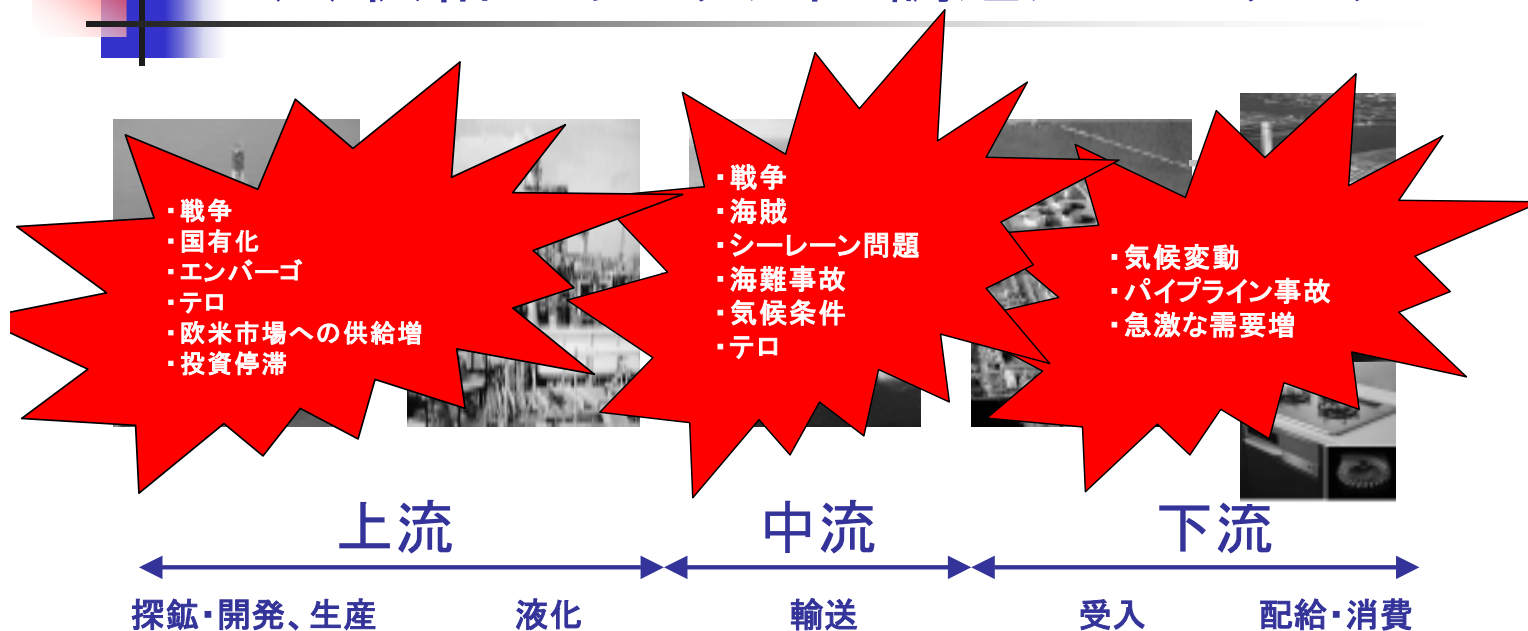 ・戦争
・国有化
・エンバーゴ
・テロ
・欧米市場への供給増
・投資停滞
・戦争
・海賊
・シーレーン問題
・海難事故
・気候条件
・テロ
・気候変動
・パイプライン事故
・急激な需要増
上流 中流 下流
探鉱・開発、生産 液化 輸送 受入 配給・消費